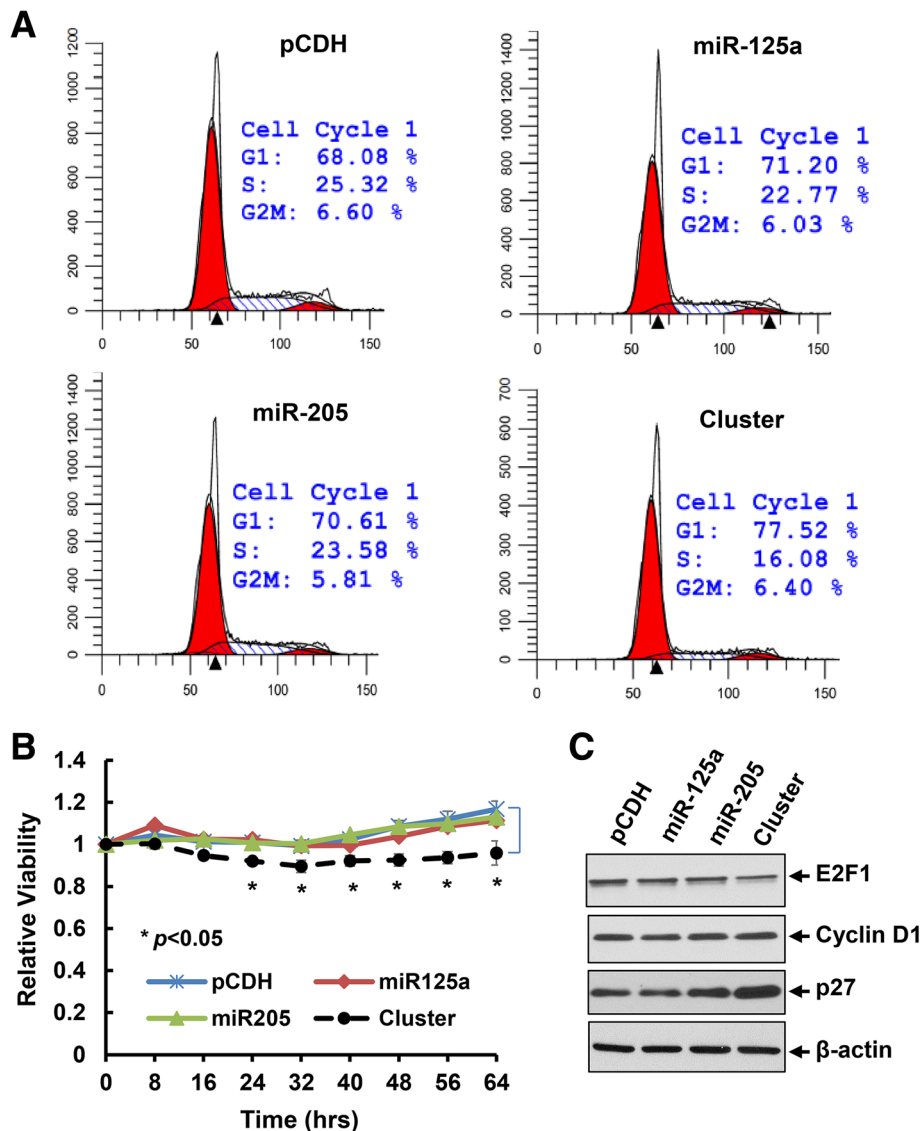 A
pCDH
1200
1000
800
600
400
200
0
Cell Cycle 1
G1: 68.08 %
S: 25.32 %
G2M: 6.60 %
0 50 100 150
miR-125a
1400
1200
1000
800
600
400
200
0
Cell Cycle 1
G1: 71.20 %
S: 22.77 %
G2M: 6.03 %
0 50 100 150
miR-205
1400
1200
1000
800
600
400
200
0
Cell Cycle 1
G1: 70.61 %
S: 23.58 %
G2M: 5.81 %
0 50 100 150
Cluster
700
600
500
400
300
200
100
0
Cell Cycle 1
G1: 77.52 %
S: 16.08 %
G2M: 6.40 %
0 50 100 150
B
Relative Viability
1.4
1.2
1
0.8
0.6
0.4
0.2
0
* * * * * *
* p<0.05
pCDH miR125a
miR205 Cluster
0 8 16 24 32 40 48 56 64
Time (hrs)
C
pCDH miR-125a miR-205 Cluster
E2F1
Cyclin D1
p27
β-actin